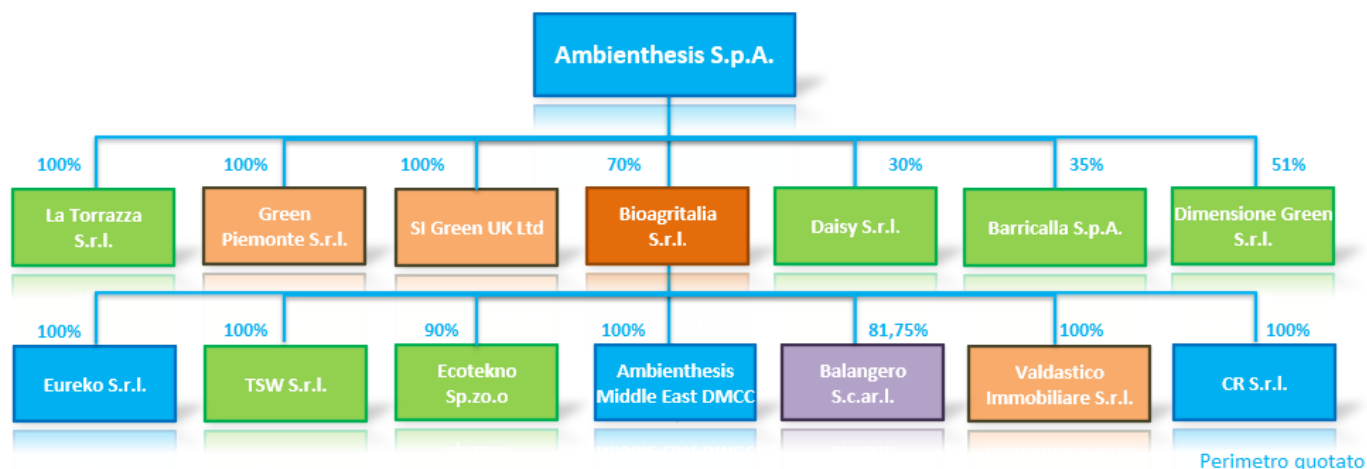 Ambienthesis S.p.A.
100%
100%
100%
70%
30%
35%
51%
La Torrazza
S.r.l.
Green
Piemonte S.r.l.
SI Green UK Ltd
Bioagritalia
S.r.l.
Daisy S.r.l.
Barricalla S.p.A.
Dimensione Green
S.r.l.
100%
100%
90%
100%
81,75%
100%
100%
Eureko S.r.l.
TSW S.r.l.
Ecotekno
Sp.zo.o
Ambienthesis
Middle East DMCC
Balangero
S.c.ar.l.
Valdastico
Immobiliare S.r.l.
CR S.r.l.
Perimetro quotato